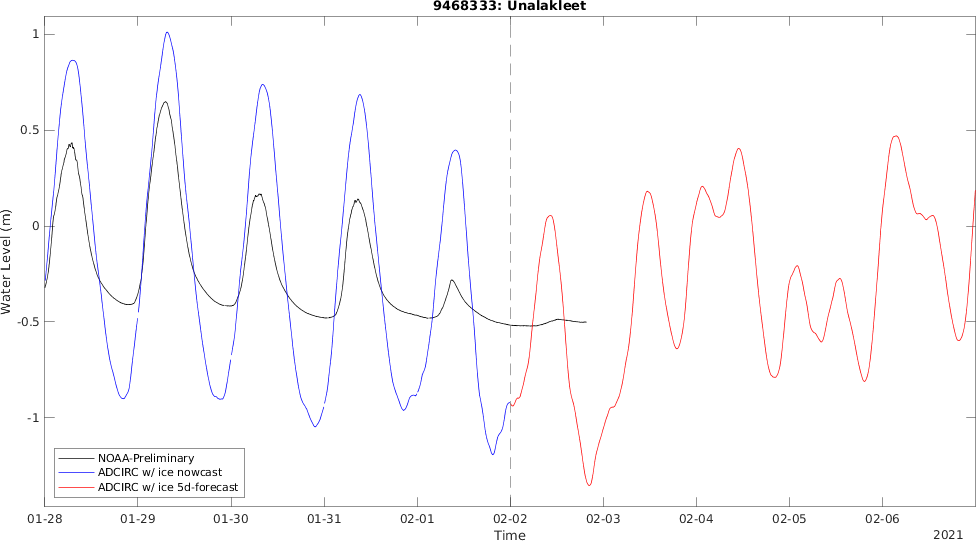 9468333: Unalakleet
1
0.5
0
-0.5
-1
Water Level (m)
NOAA-Preliminary
ADCIRC w/ ice nowcast
ADCIRC w/ ice 5d-forecast
01-28 01-29 01-30 01-31 02-01 02-02 02-03 02-04 02-05 02-06
Time
2021